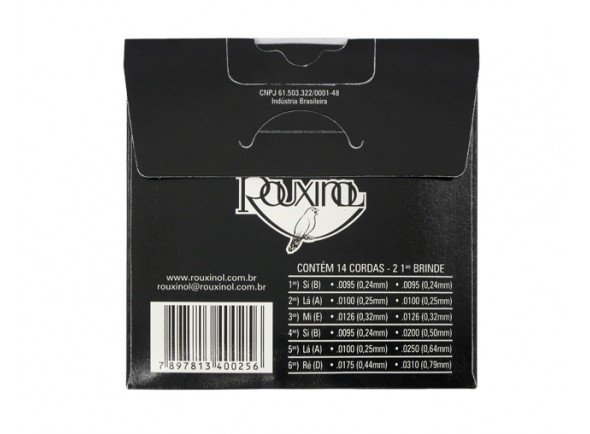 CNPJ 61.503.322/0001-48
Indústria Brasileira
Rouxinol
CONTÉM 14 CORDAS - 2 1ªˢ BRINDE
www.rouxinol.com.br
rouxinol@rouxinol.com.br
1ªˢ) Si (B) • .0095 (0,24mm) • .0095 (0,24mm)
2ªˢ) Lá (A) • .0100 (0,25mm) • .0100 (0,25mm)
3ªˢ) Mi (E) • .0126 (0,32mm) • .0126 (0,32mm)
4ªˢ) Si (B) • .0095 (0,24mm) • .0200 (0,50mm)
5ªˢ) Lá (A) • .0100 (0,25mm) • .0250 (0,64mm)
6ªˢ) Ré (D) • .0175 (0,44mm) • .0310 (0,79mm)
7 897813 400256